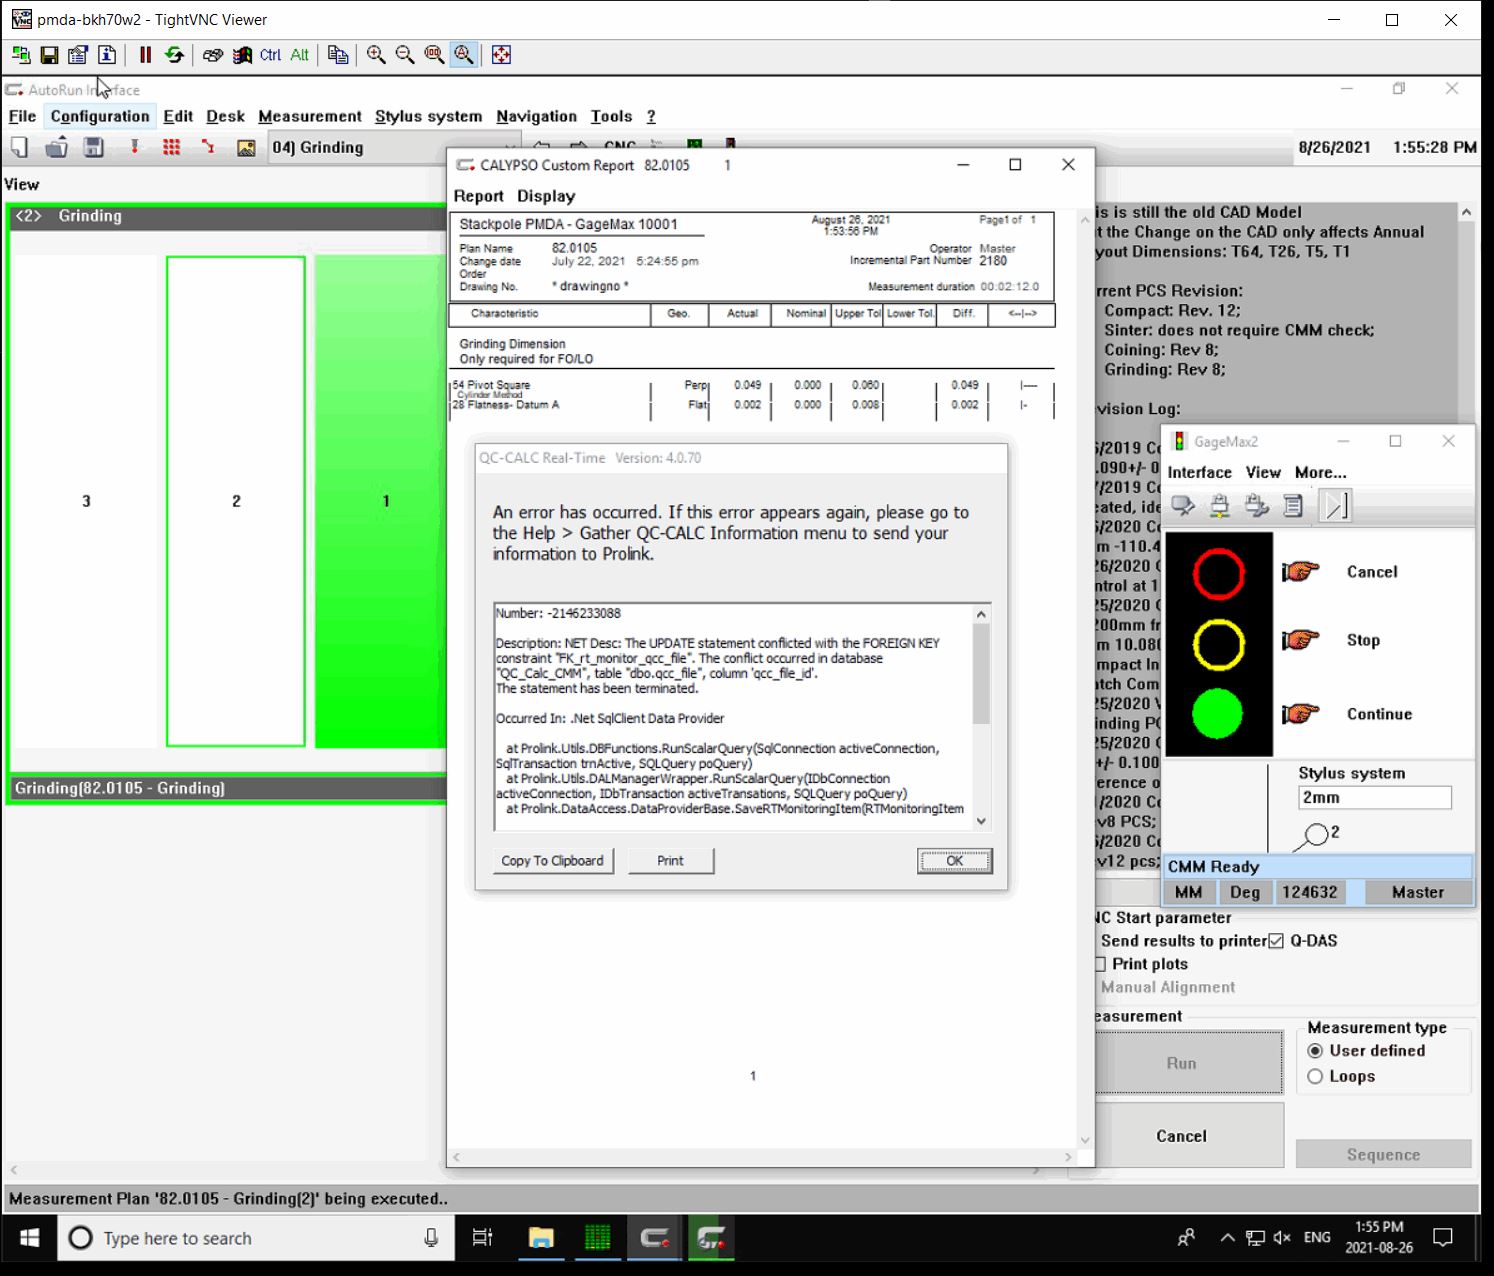 pmda-bkh70w2 - TightVNC Viewer
Ctrl Alt
AutoRun In face
File Configuration Edit Desk Measurement Stylus system Navigation Tools ?
04) Grinding
CNC
8/26/2021 1:55:28 PM
View
<2> Grinding
3
2
1
Grinding(82.0105 - Grinding)
CALYPSO Custom Report 82.0105 1
Report Display
Stackpole PMDA - GageMax 10001
August 26, 2021
1:53:56 PM
Page1 of 1
Plan Name 82.0105
Change date July 22, 2021 5:24:55 pm
Order
Drawing No. * drawingno *
Operator Master
Incremental Part Number 2180
Measurement duration 00:02:12.0
Characteristic Geo. Actual Nominal Upper Tol Lower Tol. Diff. <--|-->
Grinding Dimension
Only required for FO/LO
54 Pivot Square Perp 0.049 0.000 0.060 0.049 |----
Cylinder Method
28 Flatness- Datum A Flat 0.002 0.000 0.008 0.002 |-
1
QC-CALC Real-Time Version: 4.0.70
An error has occurred. If this error appears again, please go to
the Help > Gather QC-CALC Information menu to send your
information to Prolink.
Number: -2146233088
Description: NET Desc: The UPDATE statement conflicted with the FOREIGN KEY
constraint "FK_rt_monitor_qcc_file". The conflict occurred in database
"QC_Calc_CMM", table "dbo.qcc_file", column 'qcc_file_id'.
The statement has been terminated.
Occurred In: .Net SqlClient Data Provider
at Prolink.Utils.DBFunctions.RunScalarQuery(SqlConnection activeConnection,
SqlTransaction trnActive, SQLQuery poQuery)
at Prolink.Utils.DALManagerWrapper.RunScalarQuery(IDbConnection
activeConnection, IDbTransaction activeTransations, SQLQuery poQuery)
at Prolink.DataAccess.DataProviderBase.SaveRTMonitoringItem(RTMonitoringItem
Copy To Clipboard Print OK
is is still the old CAD Model
t the Change on the CAD only affects Annual
yout Dimensions: T64, T26, T5, T1
rrent PCS Revision:
Compact: Rev. 12;
Sinter: does not require CMM check;
Coining: Rev 8;
Grinding: Rev 8;
vision Log:
/2019 Co
.090+/- 0
/2019 Co
eated, ide
/2020 Co
m -110.4
26/2020 C
ntrol at 1
25/2020 C
200mm fr
m 10.080
mpact In
atch Com
25/2020 V
inding PC
25/2020 C
+/- 0.100
erence o
/2020 Co
v8 PCS;
/2020 Co
v12 pcs;
GageMax2
Interface View More...
Cancel
Stop
Continue
Stylus system
2mm
2
CMM Ready
MM Deg 124632 Master
NC Start parameter
Send results to printer Q-DAS
Print plots
Manual Alignment
easurement
Run
Cancel
Measurement type
User defined
Loops
Sequence
Measurement Plan '82.0105 - Grinding(2)' being executed..
Type here to search
ENG
1:55 PM
2021-08-26